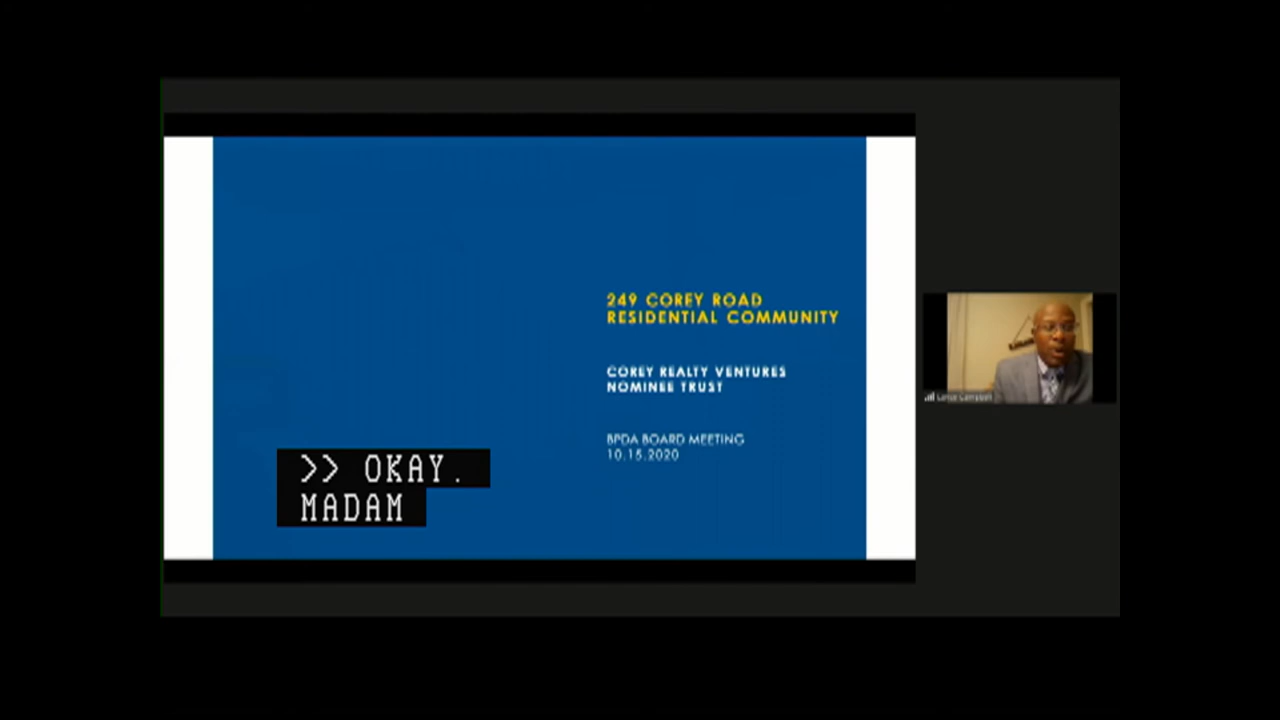 249 COREY ROAD
RESIDENTIAL COMMUNITY
COREY REALTY VENTURES
NOMINEE TRUST
BPDA BOARD MEETING
10.15.2020
>> OKAY.
MADAM